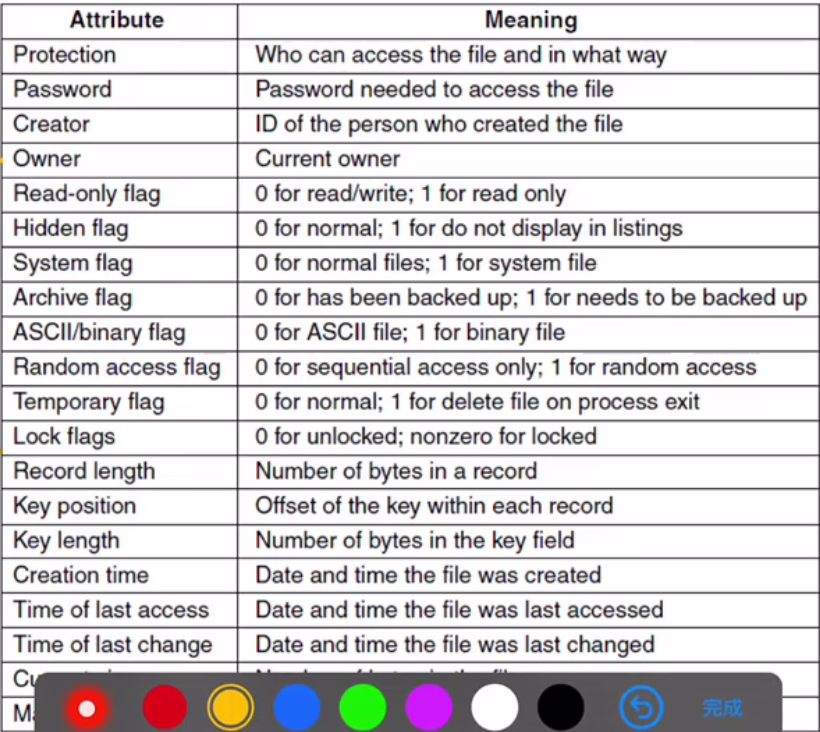 Attribute Meaning
Protection Who can access the file and in what way
Password Password needed to access the file
Creator ID of the person who created the file
Owner Current owner
Read-only flag 0 for read/write; 1 for read only
Hidden flag 0 for normal; 1 for do not display in listings
System flag 0 for normal files; 1 for system file
Archive flag 0 for has been backed up; 1 for needs to be backed up
ASCII/binary flag 0 for ASCII file; 1 for binary file
Random access flag 0 for sequential access only; 1 for random access
Temporary flag 0 for normal; 1 for delete file on process exit
Lock flags 0 for unlocked; nonzero for locked
Record length Number of bytes in a record
Key position Offset of the key within each record
Key length Number of bytes in the key field
Creation time Date and time the file was created
Time of last access Date and time the file was last accessed
Time of last change Date and time the file was last changed
完成